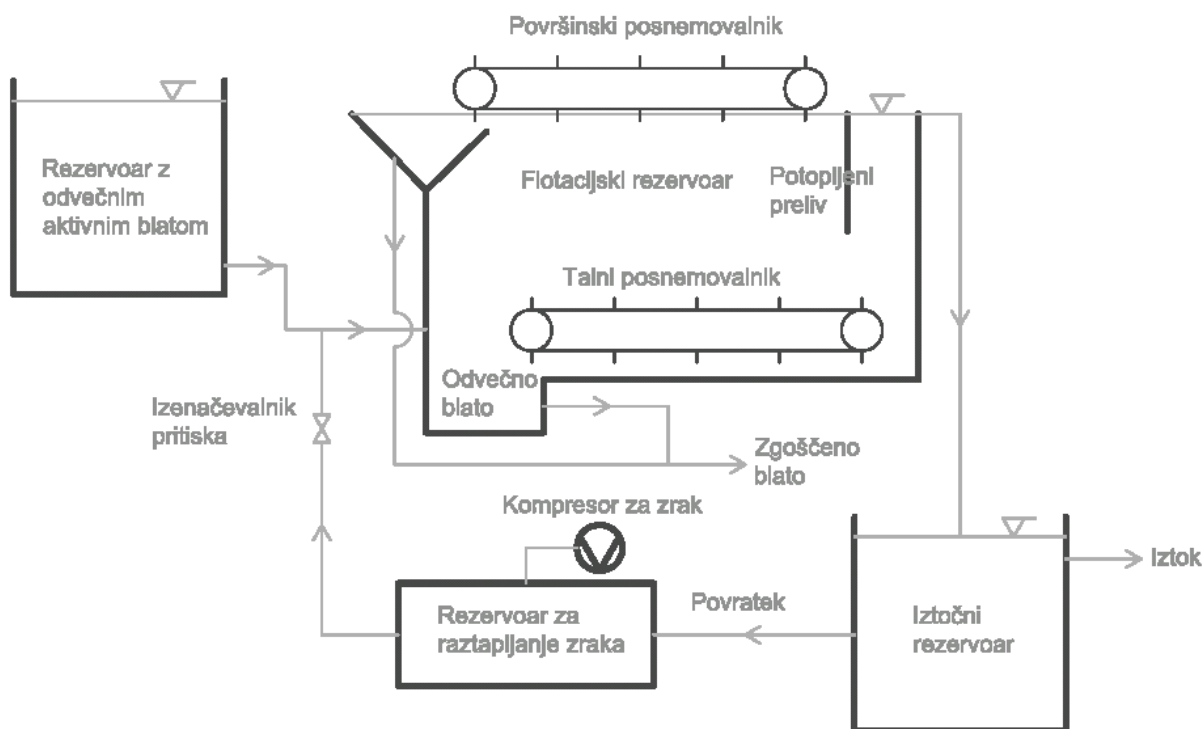 Površinski posnemovalnik
Rezervoar z
odvečnim
aktivnim blatom
Flotacijski rezervoar
Potopljeni
preliv
Talni posnemovalnik
Odvečno
blato
Izenačevalnik
pritiska
Zgoščeno
blato
Kompresor za zrak
Iztok
Rezervoar za
raztapljanje zraka
Povratek
Iztočni
rezervoar